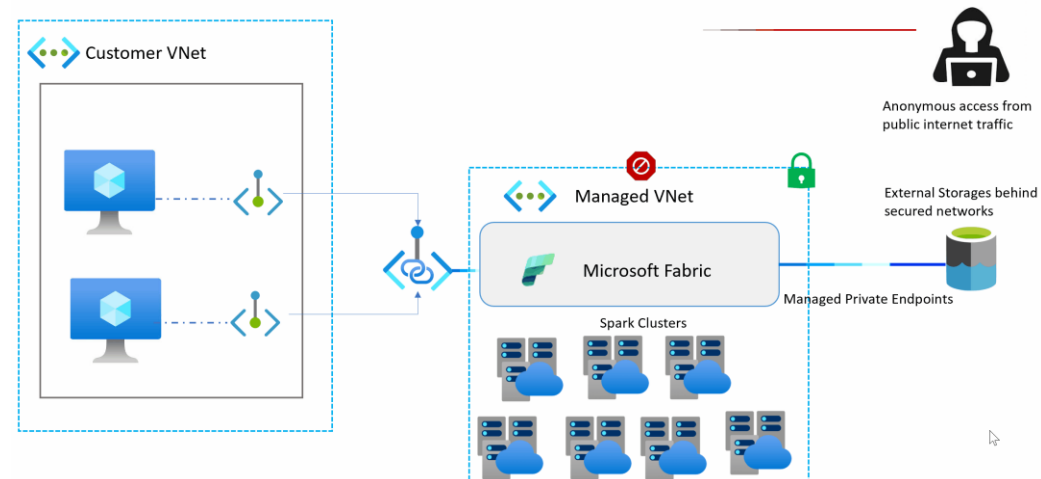 Customer VNet
Anonymous access from
public internet traffic
Managed VNet
External Storages behind
secured networks
Microsoft Fabric
Managed Private Endpoints
Spark Clusters